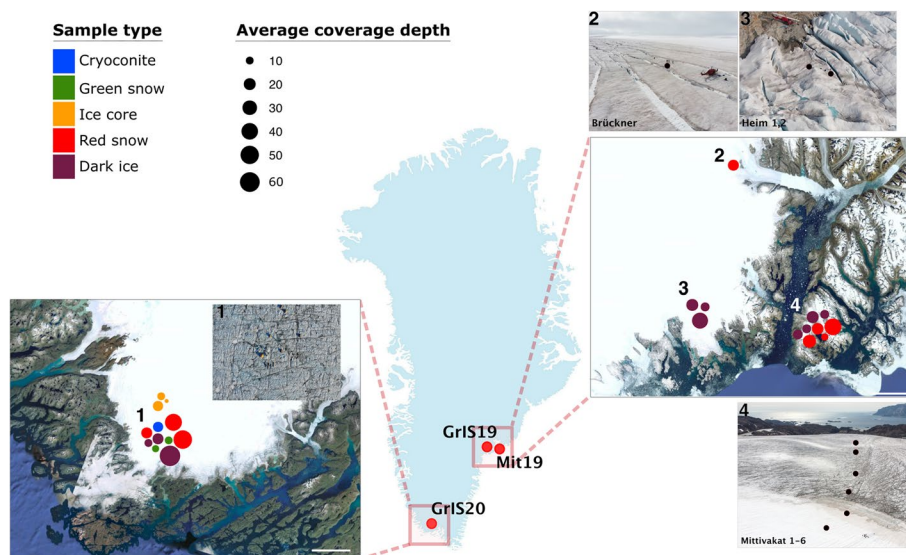 Sample type
Cryoconite
Green snow
Ice core
Red snow
Dark ice
Average coverage depth
10
20
30
40
50
60
2
Brückner
3
Heim 1,2
2
3
4
1
1
GrIS19
Mit19
GrIS20
4
Mittivakat 1-6